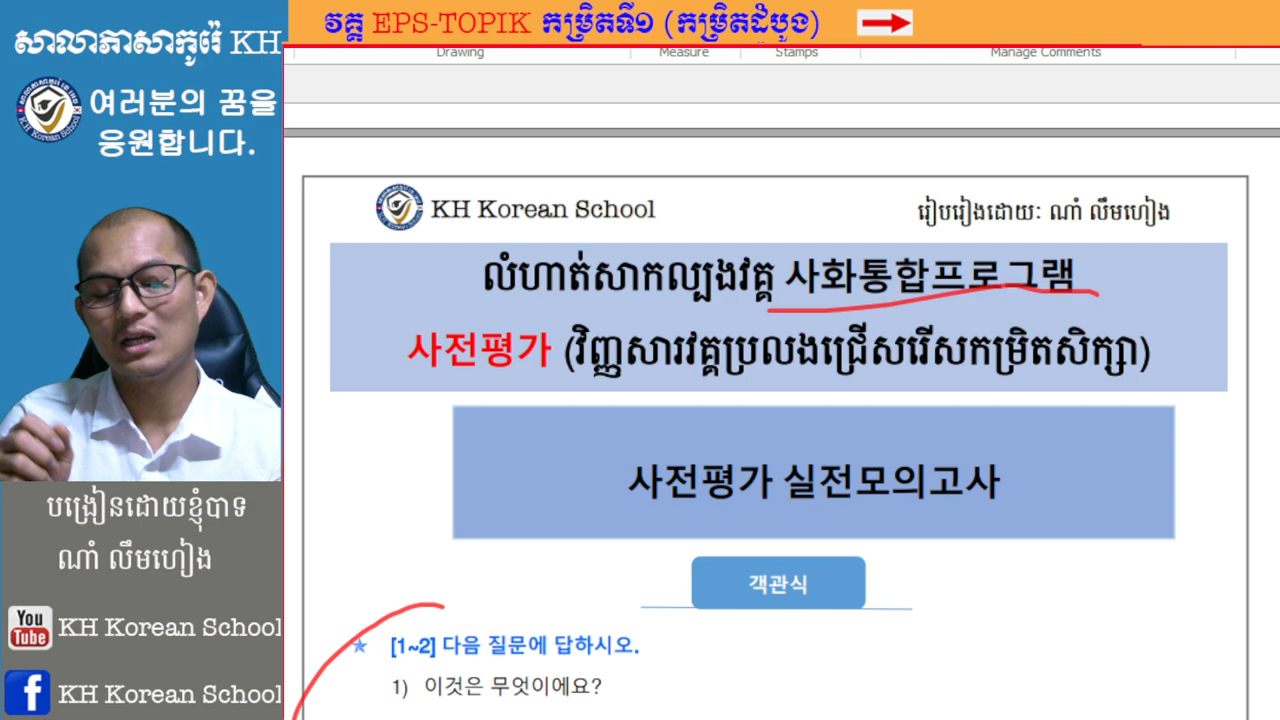 សាលាភាសាកូរ៉េ KH
여러분의 꿈을
응원합니다.
បង្រៀនដោយខ្ញុំបាទ
ណាំ លឹមហៀង
You
Tube
KH Korean School
f
KH Korean School
វគ្គ EPS-TOPIK កម្រិតទី១ (កម្រិតដំបូង)
Drawing Measure Stamps Manage Comments
KH Korean School
រៀបរៀងដោយ: ណាំ លឹមហៀង
លំហាត់សាកល្បងវគ្គ 사화통합프로그램
사전평가 (វិញ្ញសារវគ្គប្រលងជ្រើសរើសកម្រិតសិក្សា)
사전평가 실전모의고사
객관식
[1~2] 다음 질문에 답하시오.
1) 이것은 무엇이에요?